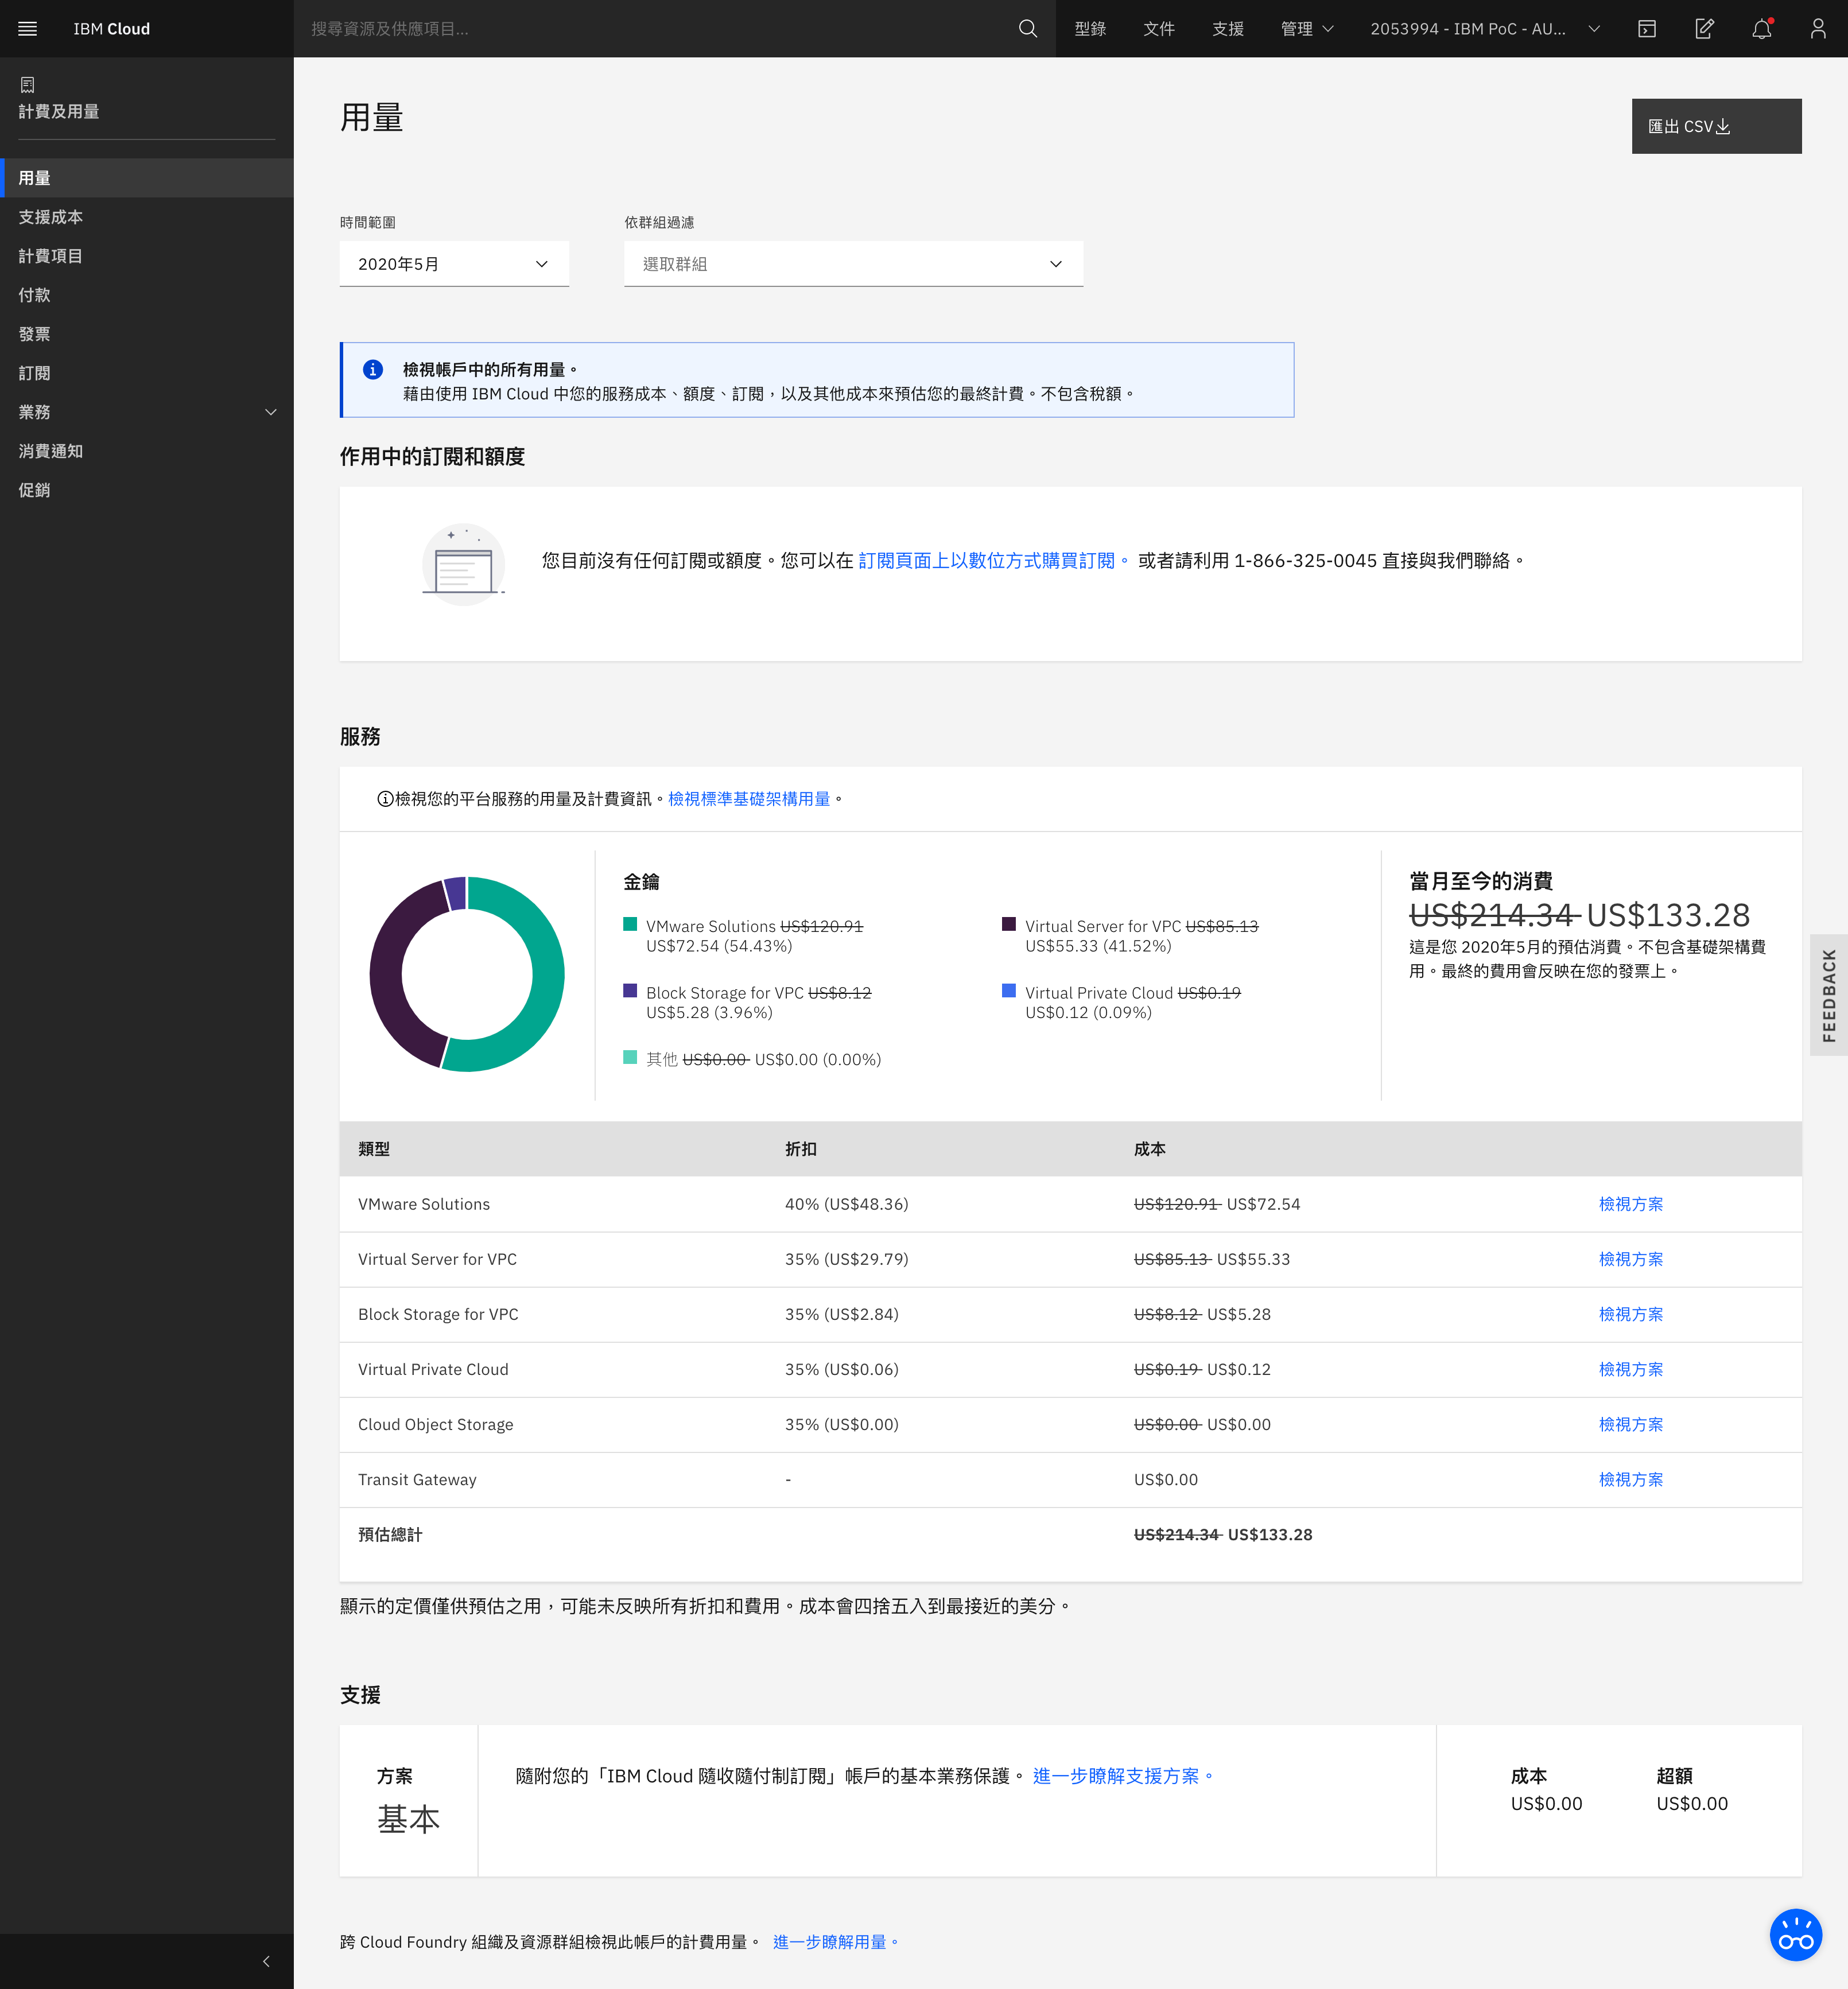 IBM Cloud
搜尋資源及供應項目...
型錄
文件
支援
管理
2053994 - IBM PoC - AU...
計費及用量
用量
支援成本
計費項目
付款
發票
訂閱
業務
消費通知
促銷
用量
匯出 CSV
時間範圍
依群組過濾
2020年5月
選取群組
檢視帳戶中的所有用量。
藉由使用 IBM Cloud 中您的服務成本、額度、訂閱，以及其他成本來預估您的最終計費。不包含稅額。
作用中的訂閱和額度
您目前沒有任何訂閱或額度。您可以在 訂閱頁面上以數位方式購買訂閱。 或者請利用 1-866-325-0045 直接與我們聯絡。
服務
檢視您的平台服務的用量及計費資訊。檢視標準基礎架構用量。
金鑰
VMware Solutions US$120.91
US$72.54 (54.43%)
Virtual Server for VPC US$85.13
US$55.33 (41.52%)
Block Storage for VPC US$8.12
US$5.28 (3.96%)
Virtual Private Cloud US$0.19
US$0.12 (0.09%)
其他 US$0.00 US$0.00 (0.00%)
當月至今的消費
US$214.34 US$133.28
這是您 2020年5月的預估消費。不包含基礎架構費
用。最終的費用會反映在您的發票上。
FEEDBACK
類型 折扣 成本
VMware Solutions 40% (US$48.36) US$120.91 US$72.54 檢視方案
Virtual Server for VPC 35% (US$29.79) US$85.13 US$55.33 檢視方案
Block Storage for VPC 35% (US$2.84) US$8.12 US$5.28 檢視方案
Virtual Private Cloud 35% (US$0.06) US$0.19 US$0.12 檢視方案
Cloud Object Storage 35% (US$0.00) US$0.00 US$0.00 檢視方案
Transit Gateway - US$0.00 檢視方案
預估總計 US$214.34 US$133.28
顯示的定價僅供預估之用，可能未反映所有折扣和費用。成本會四捨五入到最接近的美分。
支援
方案
基本
隨附您的「IBM Cloud 隨收隨付制訂閱」帳戶的基本業務保護。 進一步瞭解支援方案。
成本
US$0.00
超額
US$0.00
跨 Cloud Foundry 組織及資源群組檢視此帳戶的計費用量。 進一步瞭解用量。